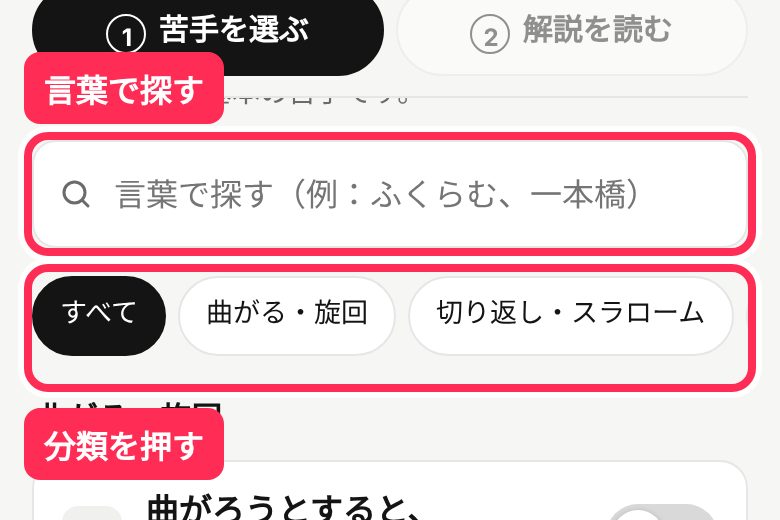 1 苦手を選ぶ
2 解説を読む
言葉で探す
言葉で探す（例：ふくらむ、一本橋）
すべて
曲がる・旋回
切り返し・スラローム
分類を押す
曲がろうとすると、